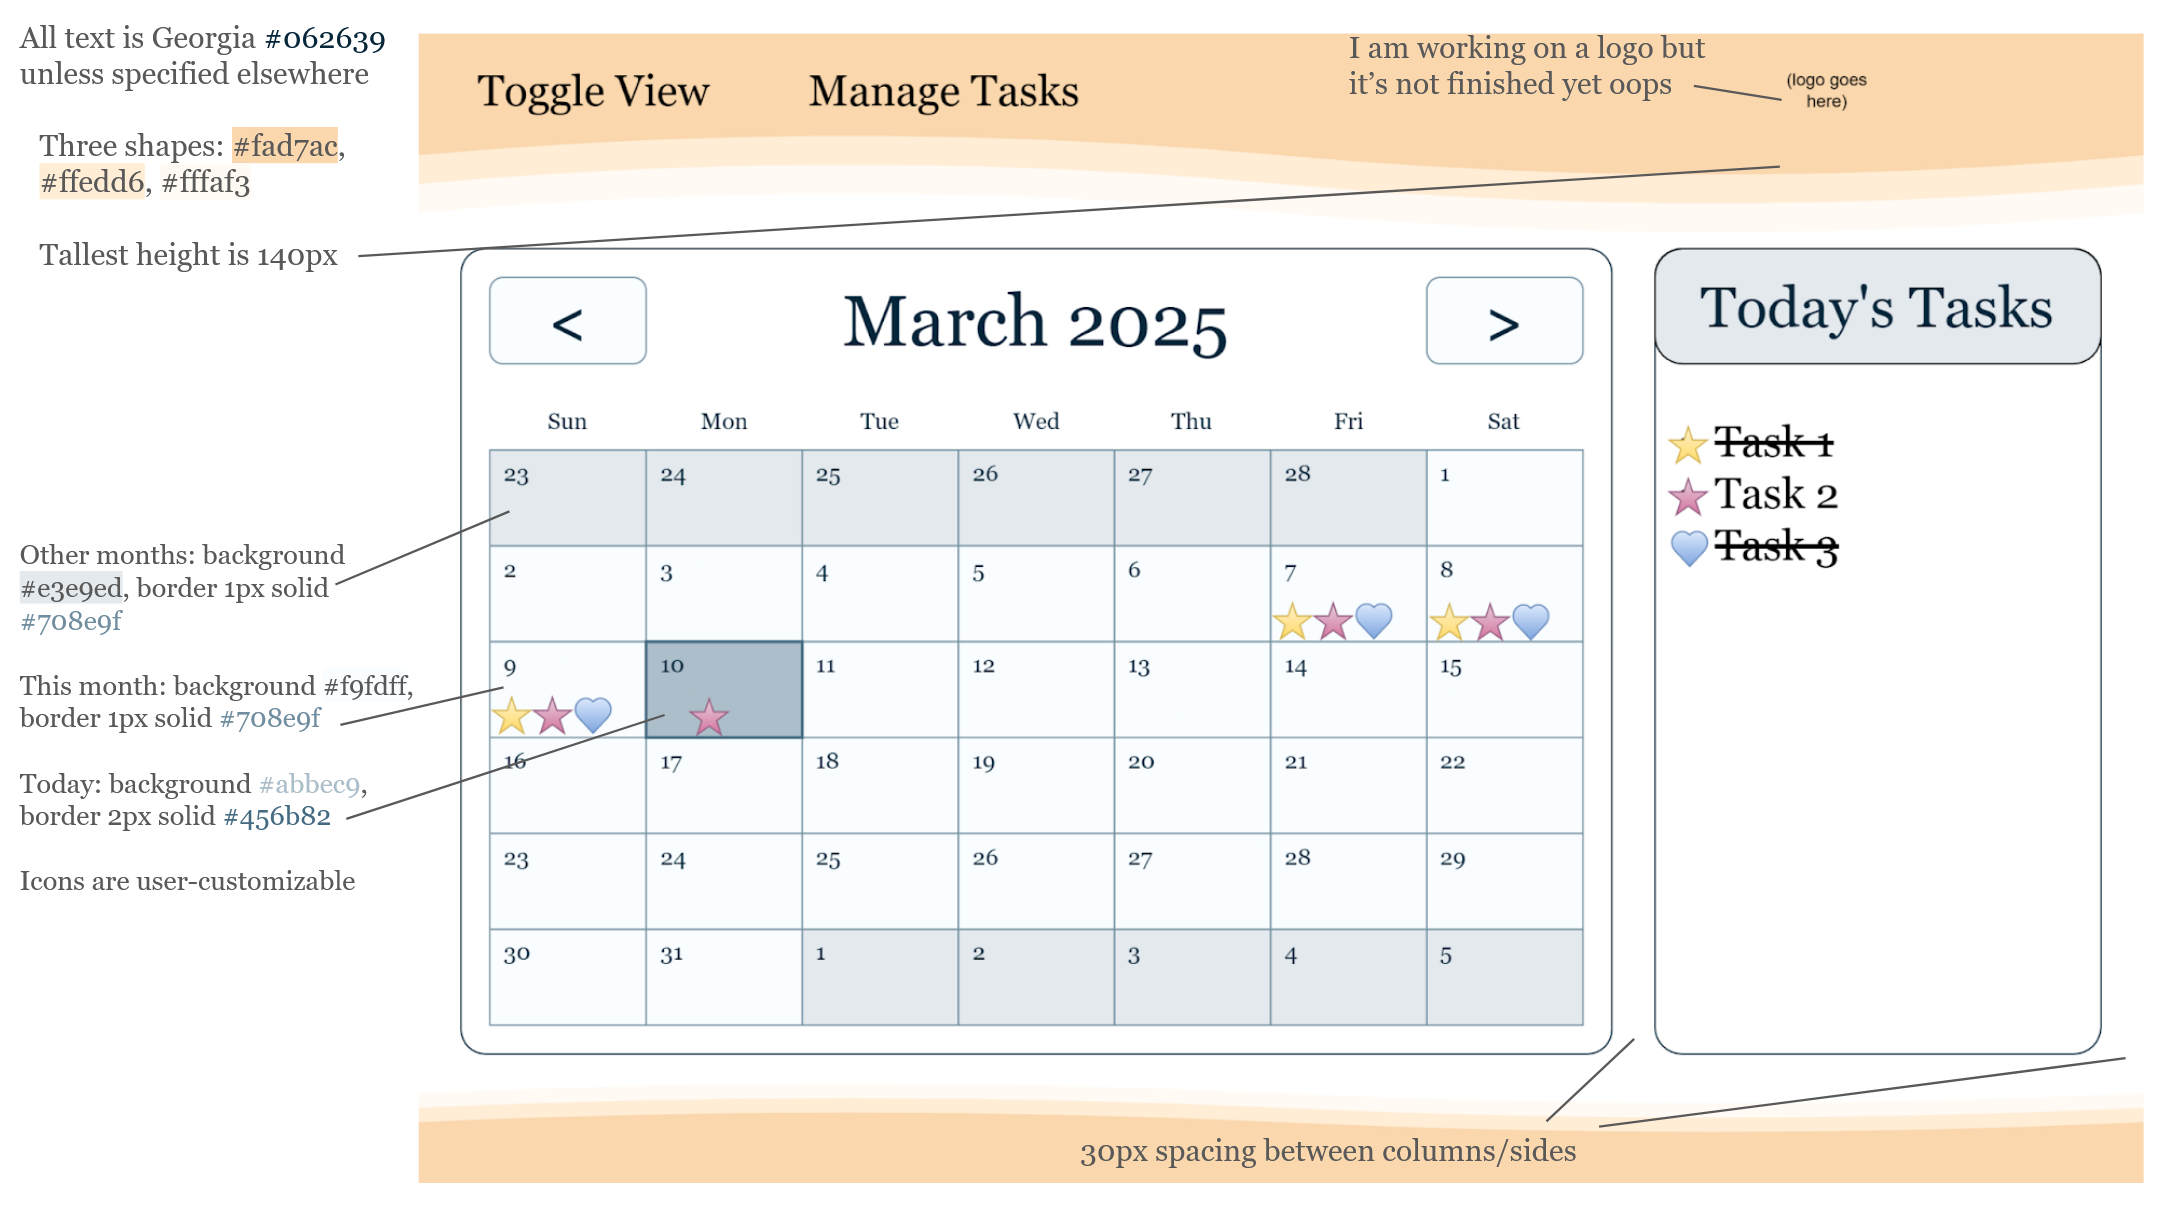 All text is Georgia #062639
unless specified elsewhere
Three shapes: #fad7ac,
#ffedd6, #fffaf3
Tallest height is 140px
Toggle View
Manage Tasks
I am working on a logo but
it's not finished yet oops
(logo goes
here)
<
March 2025
>
Sun Mon Tue Wed Thu Fri Sat
23 24 25 26 27 28 1
2 3 4 5 6 7 8
9 10 11 12 13 14 15
16 17 18 19 20 21 22
23 24 25 26 27 28 29
30 31 1 2 3 4 5
Today's Tasks
Task 1
Task 2
Task 3
Other months: background
#e3e9ed, border 1px solid
#708e9f
This month: background #f9fdff,
border 1px solid #708e9f
Today: background #abbec9,
border 2px solid #456b82
Icons are user-customizable
30px spacing between columns/sides